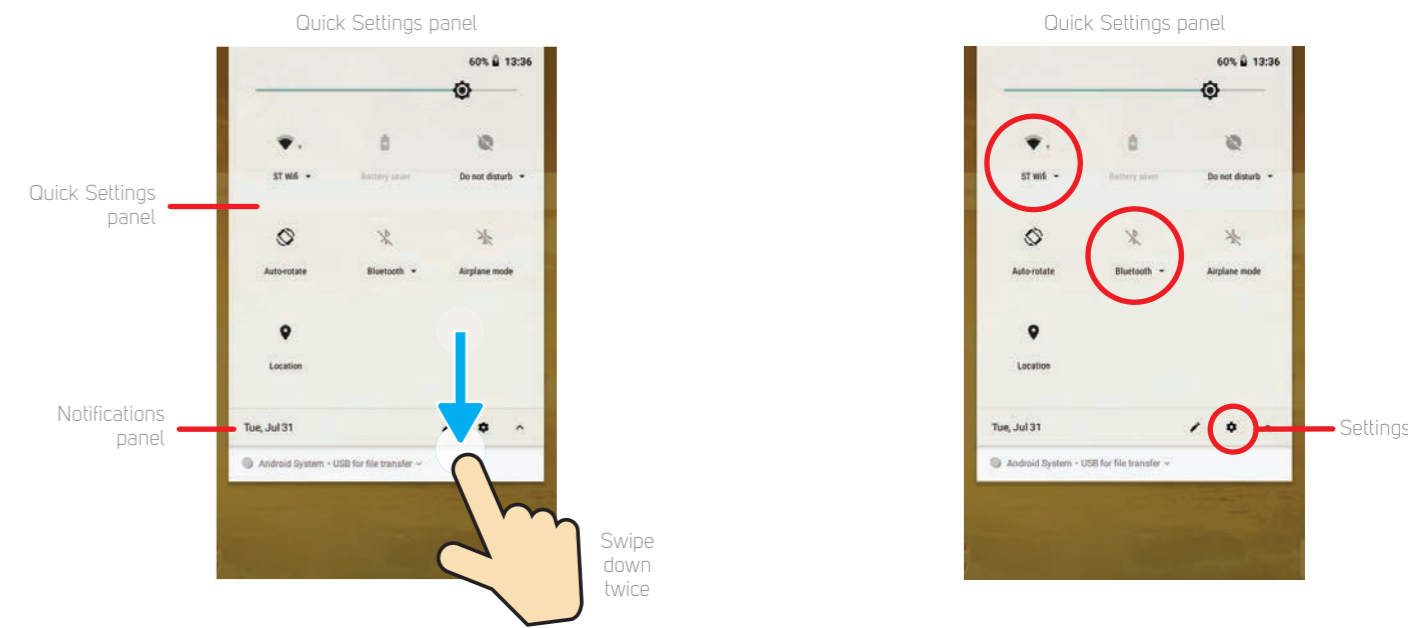 Quick Settings panel
60% 13:36
ST Wifi
Battery saver
Do not disturb
Quick Settings
panel
Auto-rotate
Bluetooth
Airplane mode
Location
Notifications
panel
Tue, Jul 31
Android System • USB for file transfer
Swipe
down
twice
Quick Settings panel
60% 13:36
ST Wifi
Battery saver
Do not disturb
Auto-rotate
Bluetooth
Airplane mode
Location
Tue, Jul 31
Settings
Android System • USB for file transfer